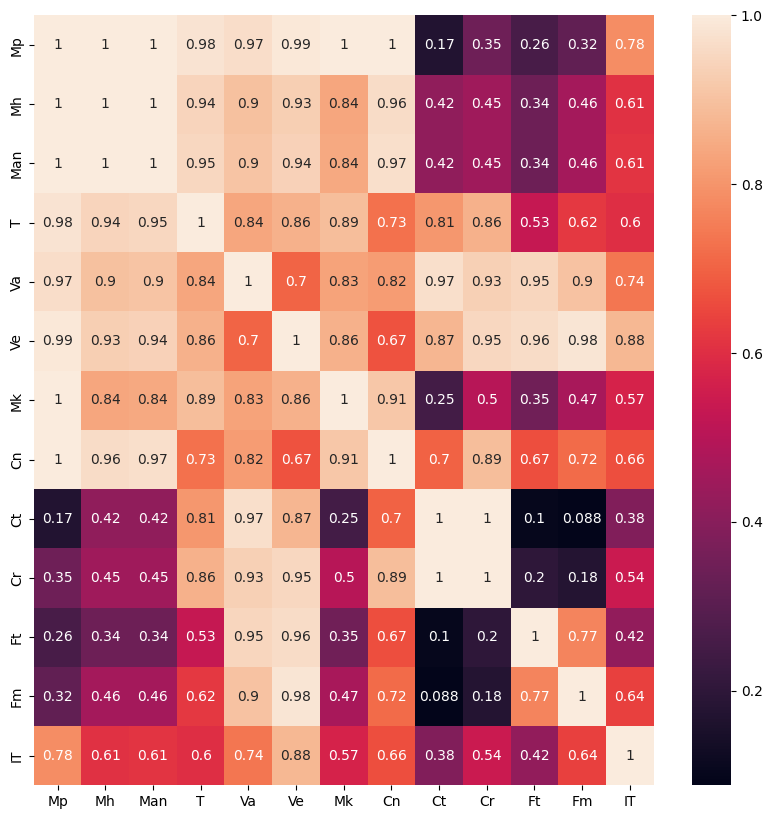 Mp 1 1 1 0.98 0.97 0.99 1 1 0.17 0.35 0.26 0.32 0.78
Mh 1 1 1 0.94 0.9 0.93 0.84 0.96 0.42 0.45 0.34 0.46 0.61
Man 1 1 1 0.95 0.9 0.94 0.84 0.97 0.42 0.45 0.34 0.46 0.61
T 0.98 0.94 0.95 1 0.84 0.86 0.89 0.73 0.81 0.86 0.53 0.62 0.6
Va 0.97 0.9 0.9 0.84 1 0.7 0.83 0.82 0.97 0.93 0.95 0.9 0.74
Ve 0.99 0.93 0.94 0.86 0.7 1 0.86 0.67 0.87 0.95 0.96 0.98 0.88
Mk 1 0.84 0.84 0.89 0.83 0.86 1 0.91 0.25 0.5 0.35 0.47 0.57
Cn 1 0.96 0.97 0.73 0.82 0.67 0.91 1 0.7 0.89 0.67 0.72 0.66
Ct 0.17 0.42 0.42 0.81 0.97 0.87 0.25 0.7 1 1 0.1 0.088 0.38
Cr 0.35 0.45 0.45 0.86 0.93 0.95 0.5 0.89 1 1 0.2 0.18 0.54
Ft 0.26 0.34 0.34 0.53 0.95 0.96 0.35 0.67 0.1 0.2 1 0.77 0.42
Fm 0.32 0.46 0.46 0.62 0.9 0.98 0.47 0.72 0.088 0.18 0.77 1 0.64
IT 0.78 0.61 0.61 0.6 0.74 0.88 0.57 0.66 0.38 0.54 0.42 0.64 1
Mp Mh Man T Va Ve Mk Cn Ct Cr Ft Fm IT
1.0
0.8
0.6
0.4
0.2